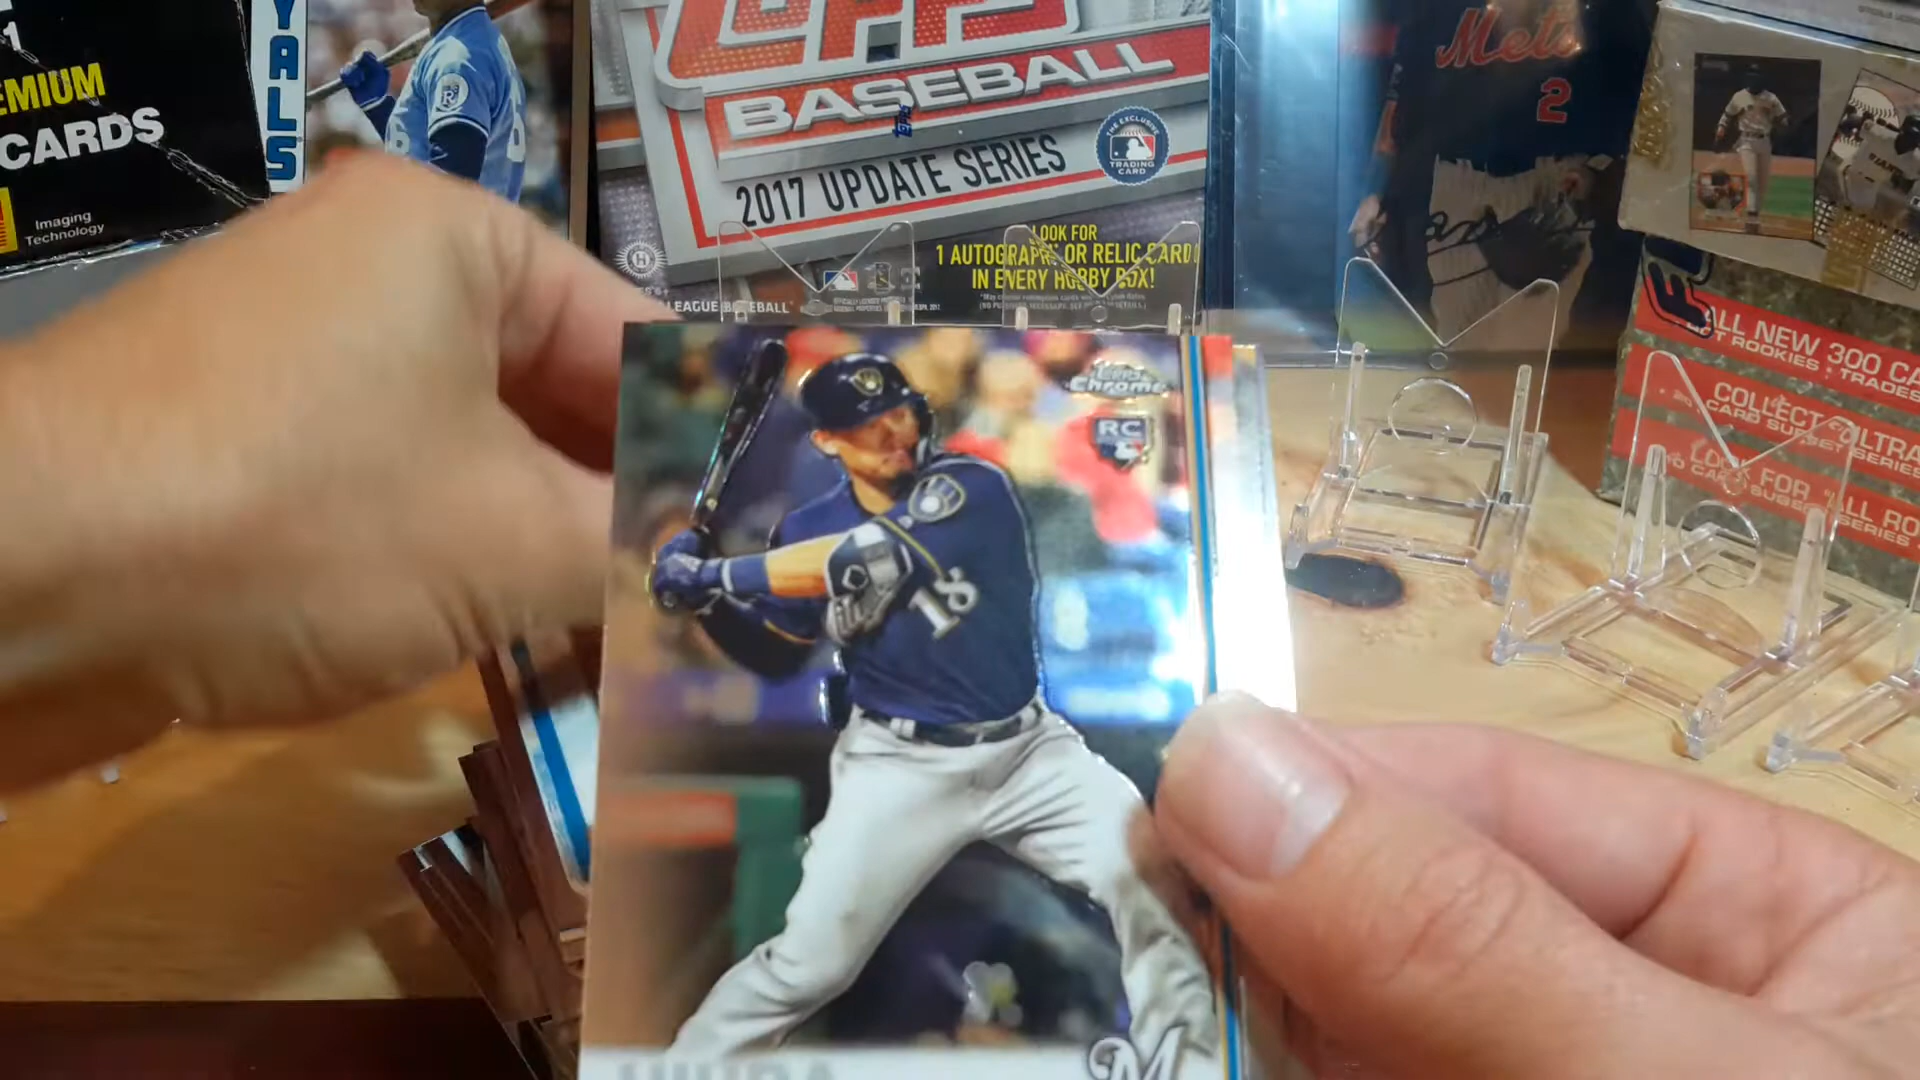 EMIUM
CARDS
Imaging
Technology
YALS
R
TOPPS
BASEBALL
2017 UPDATE SERIES
THE EXCLUSIVE
TRADING
CARD
LOOK FOR
1 AUTOGRAPH OR RELIC CARD
IN EVERY HOBBY BOX!
LEAGUE BASEBALL
Mets
2
ALL NEW 300 CA
T ROOKIES, TRADES
COLLECT ULTRA
CARD SUBSET SERIES
LOOK FOR ALL RO
10 CARD SUBSET SERIES
Topps
Chrome
RC
18
HIURA
M